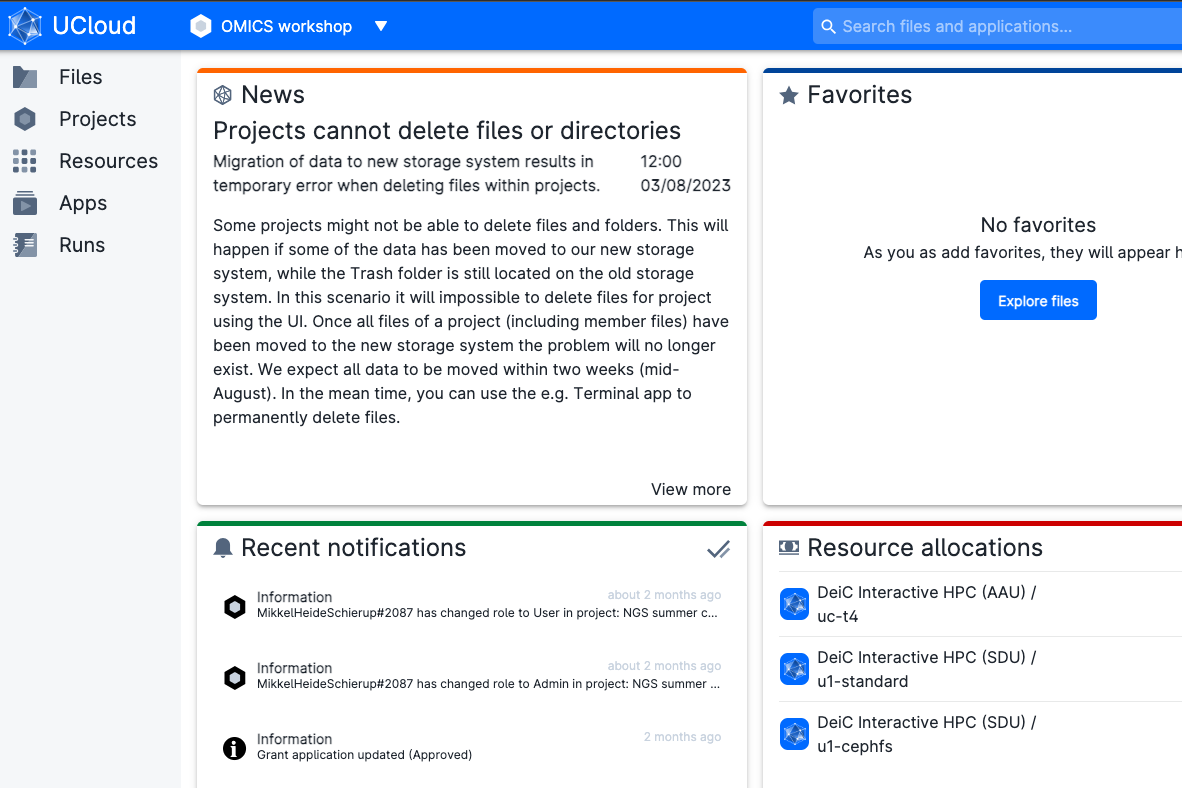 UCloud
OMICS workshop
Search files and applications...
Files
Projects
Resources
Apps
Runs
News
Projects cannot delete files or directories
Migration of data to new storage system results in
temporary error when deleting files within projects.
12:00
03/08/2023
Some projects might not be able to delete files and folders. This will
happen if some of the data has been moved to our new storage
system, while the Trash folder is still located on the old storage
system. In this scenario it will impossible to delete files for project
using the UI. Once all files of a project (including member files) have
been moved to the new storage system the problem will no longer
exist. We expect all data to be moved within two weeks (mid-
August). In the mean time, you can use the e.g. Terminal app to
permanently delete files.
View more
Favorites
No favorites
As you as add favorites, they will appear h
Explore files
Recent notifications
Information
about 2 months ago
MikkelHeideSchierup#2087 has changed role to User in project: NGS summer c...
Information
about 2 months ago
MikkelHeideSchierup#2087 has changed role to Admin in project: NGS summer ...
Information
2 months ago
Grant application updated (Approved)
Resource allocations
DeiC Interactive HPC (AAU) /
uc-t4
DeiC Interactive HPC (SDU) /
u1-standard
DeiC Interactive HPC (SDU) /
u1-cephfs